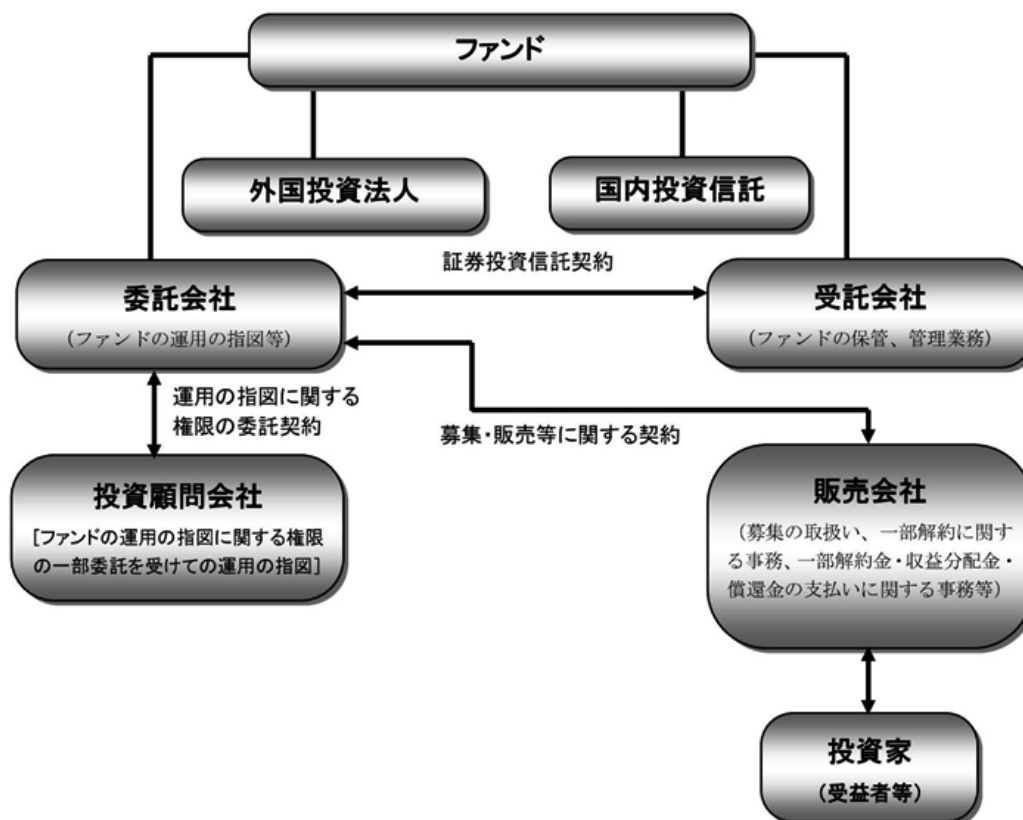 ファンド
外国投資法人
国内投資信託
証券投資信託契約
委託会社
（ファンドの運用の指図等）
受託会社
（ファンドの保管、管理業務）
運用の指図に関する
権限の委託契約
募集・販売等に関する契約
投資顧問会社
［ファンドの運用の指図に関する権限
の一部委託を受けての運用の指図］
販売会社
（募集の取扱い、一部解約に関す
る事務、一部解約金・収益分配金・
償還金の支払いに関する事務等）
投資家
（受益者等）